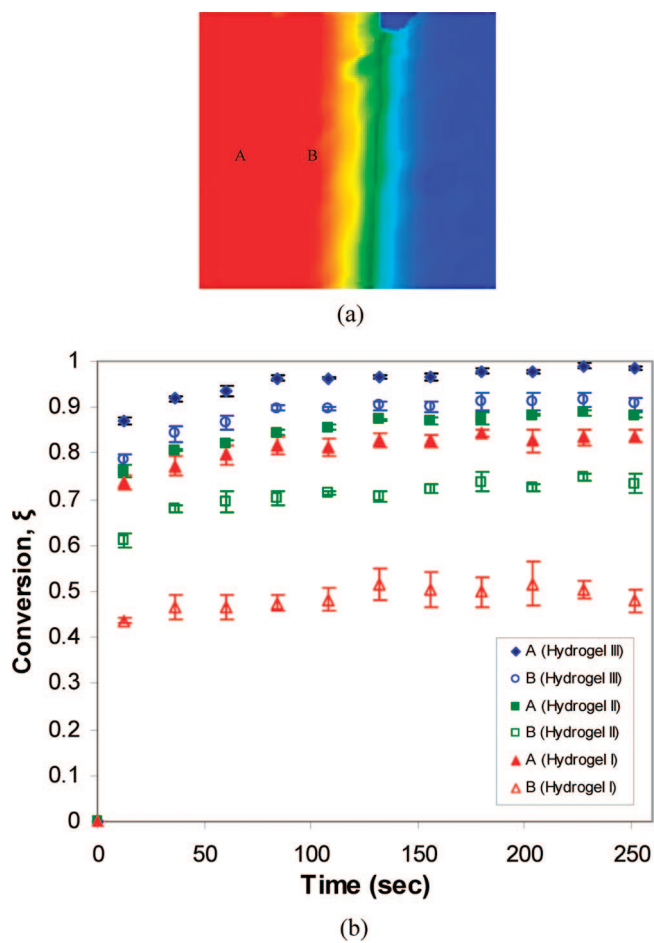 A B
(a)
1
0.9
0.8
0.7
0.6
0.5
0.4
0.3
0.2
0.1
0
Conversion, ξ
A (Hydrogel III)
B (Hydrogel III)
A (Hydrogel II)
B (Hydrogel II)
A (Hydrogel I)
B (Hydrogel I)
0 50 100 150 200 250
Time (sec)
(b)